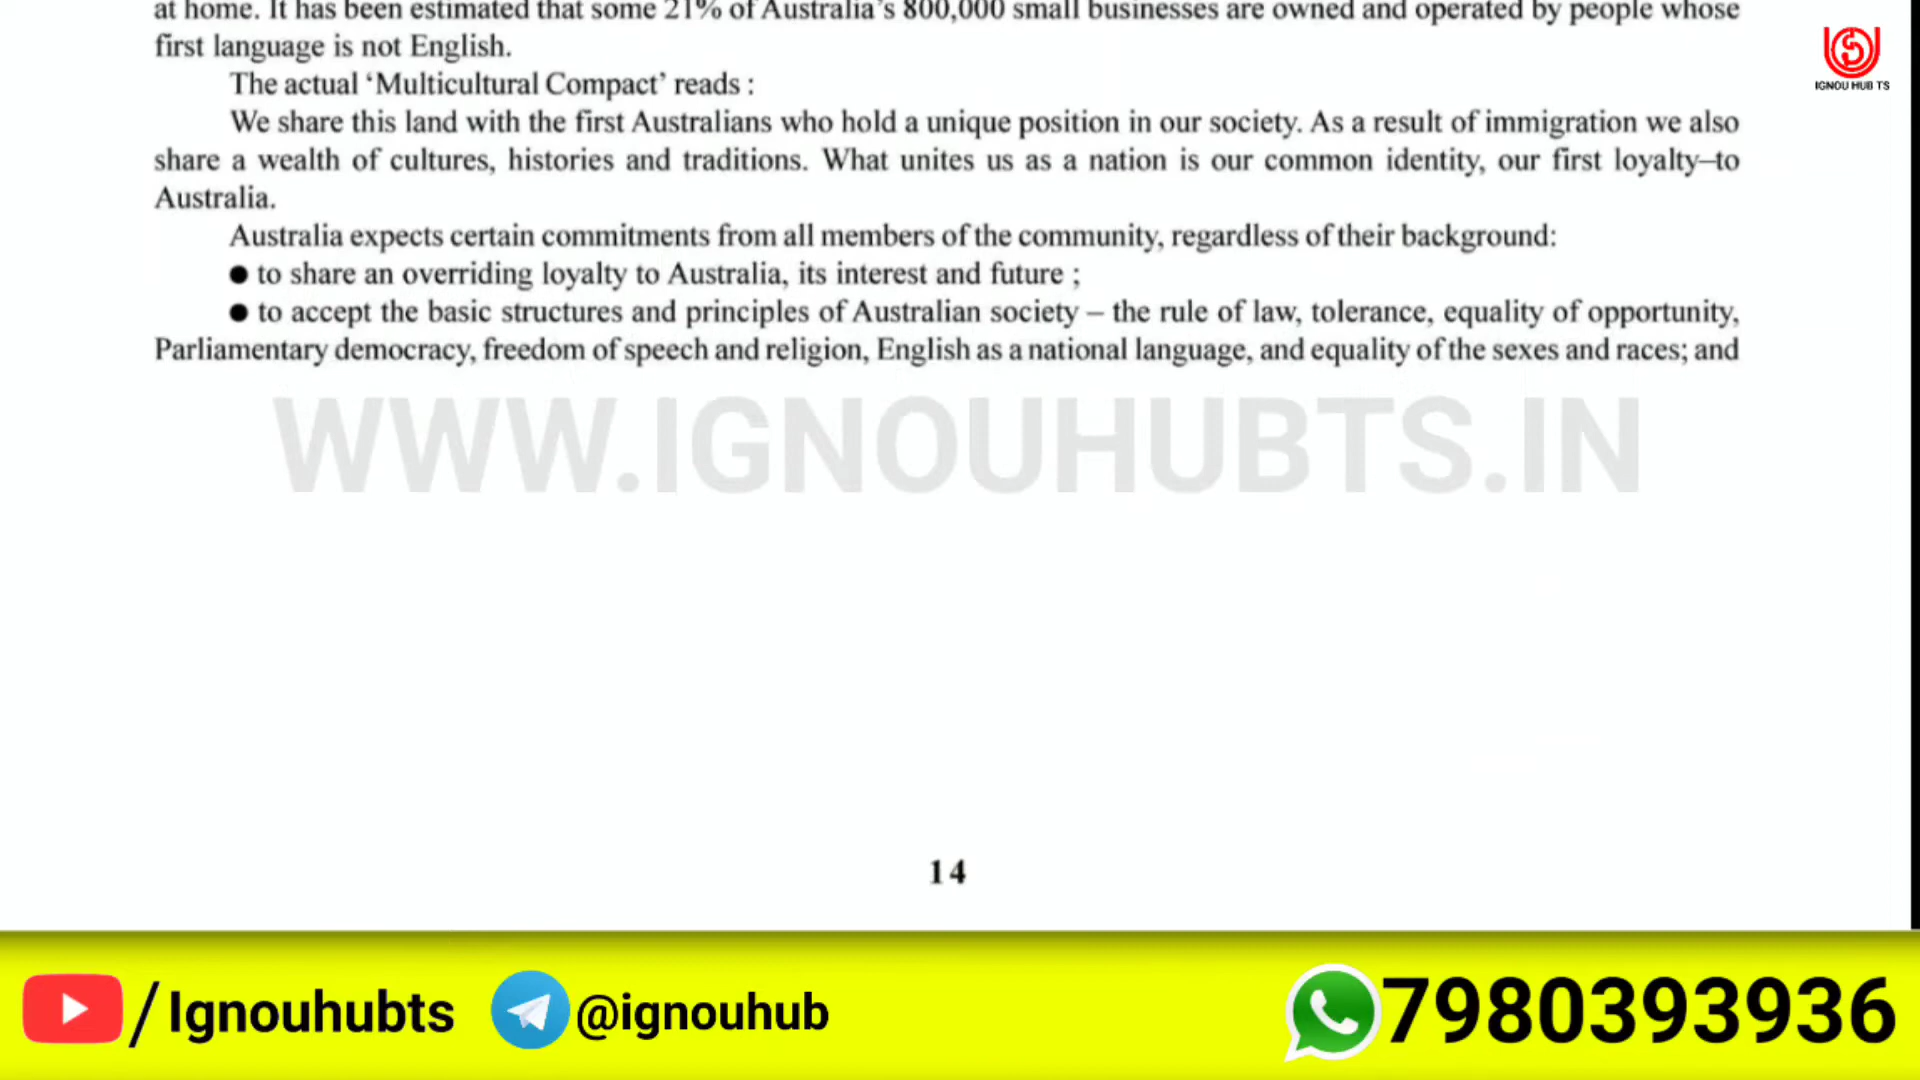 at home. It has been estimated that some 21% of Australia's 800,000 small businesses are owned and operated by people whose
first language is not English.
The actual ‘Multicultural Compact’ reads :
We share this land with the first Australians who hold a unique position in our society. As a result of immigration we also
share a wealth of cultures, histories and traditions. What unites us as a nation is our common identity, our first loyalty–to
Australia.
Australia expects certain commitments from all members of the community, regardless of their background:
● to share an overriding loyalty to Australia, its interest and future ;
● to accept the basic structures and principles of Australian society – the rule of law, tolerance, equality of opportunity,
Parliamentary democracy, freedom of speech and religion, English as a national language, and equality of the sexes and races; and
WWW.IGNOUHUBTS.IN
14
IGNOU HUB TS
/Ignouhubts @ignouhub 7980393936